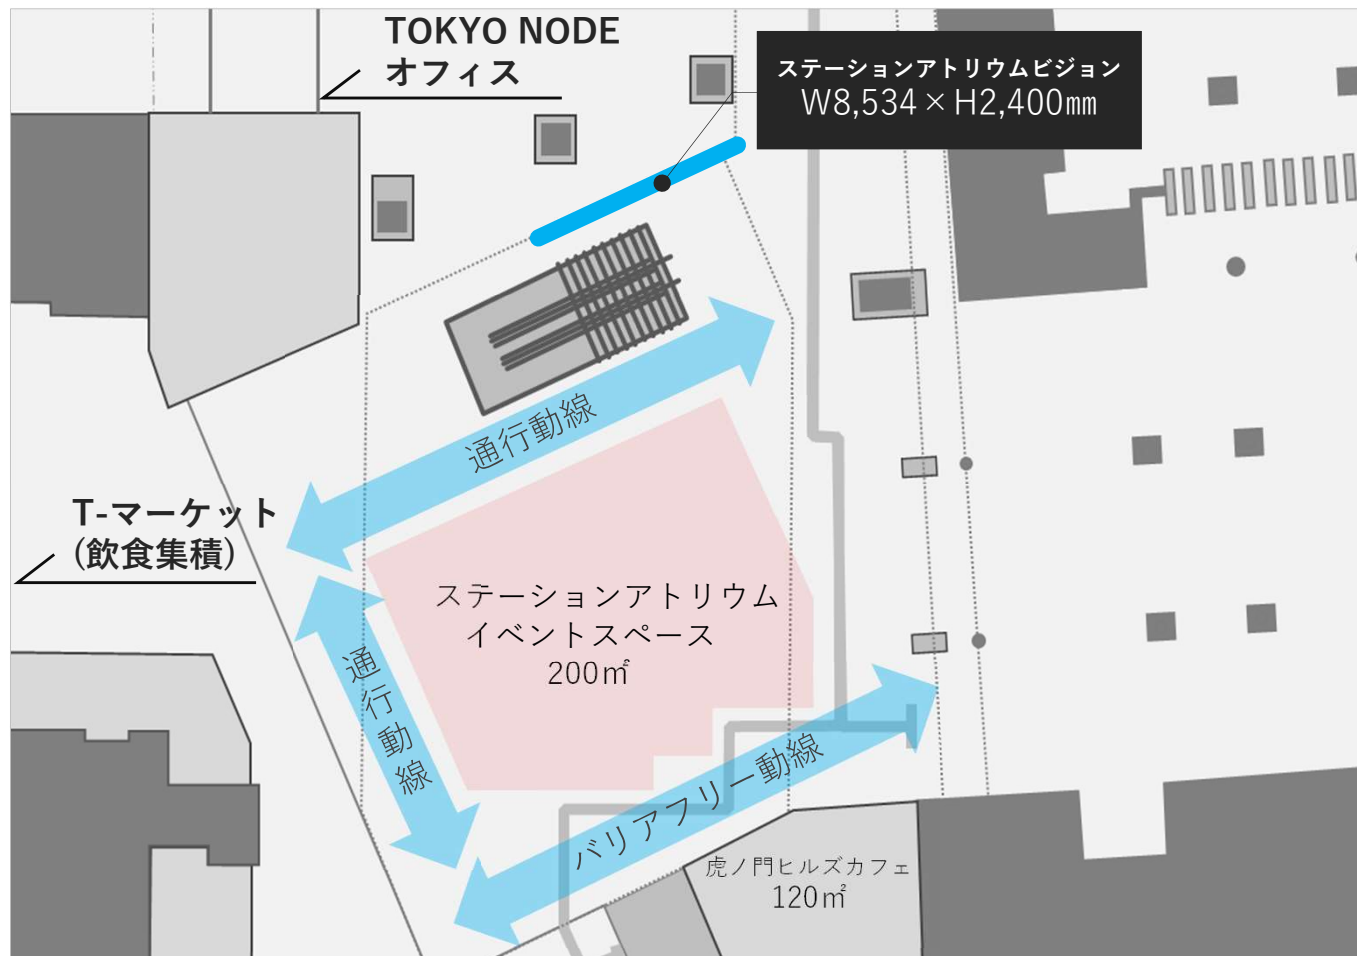 TOKYO NODE
オフィス
ステーションアトリウムビジョン
W8,534×H2,400㎜
通行動線
T-マーケット
(飲食集積)
ステーションアトリウム
イベントスペース
200㎡
通行動線
バリアフリー動線
虎ノ門ヒルズカフェ
120㎡